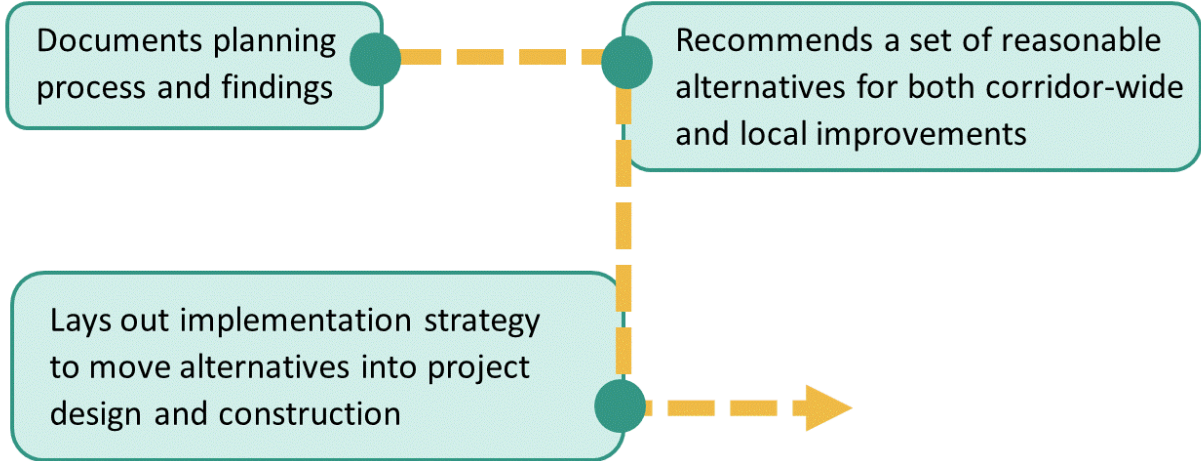 Documents planning
process and findings
Recommends a set of reasonable
alternatives for both corridor-wide
and local improvements
Lays out implementation strategy
to move alternatives into project
design and construction